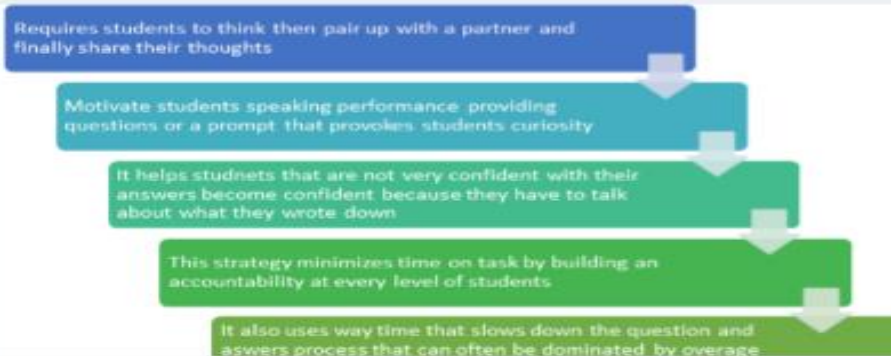 Requires students to think then pair up with a partner and
finally share their thoughts
Motivate students speaking performance providing
questions or a prompt that provokes students curiosity
It helps studnets that are not very confident with their
answers become confident because they have to talk
about what they wrote down
This strategy minimizes time on task by building an
accountability at every level of students
It also uses way time that slows down the question and
aswers process that can often be dominated by overage